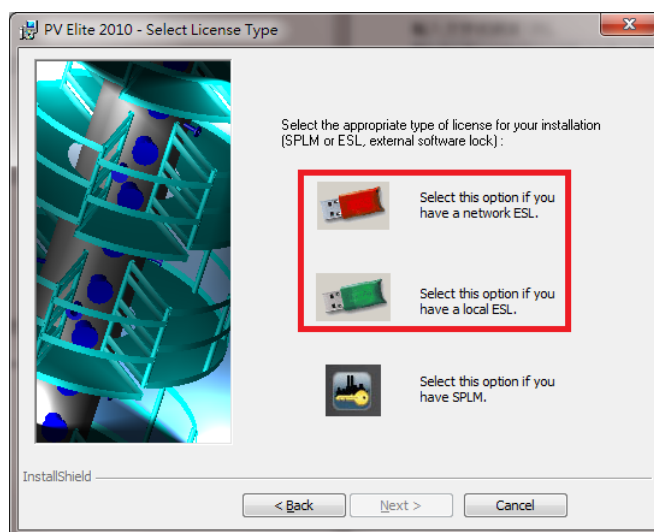 PV Elite 2010 - Select License Type
Select the appropriate type of license for your installation
(SPLM or ESL, external software lock) :
Select this option if you
have a network ESL.
Select this option if you
have a local ESL.
Select this option if you
have SPLM.
InstallShield
< Back
Next >
Cancel